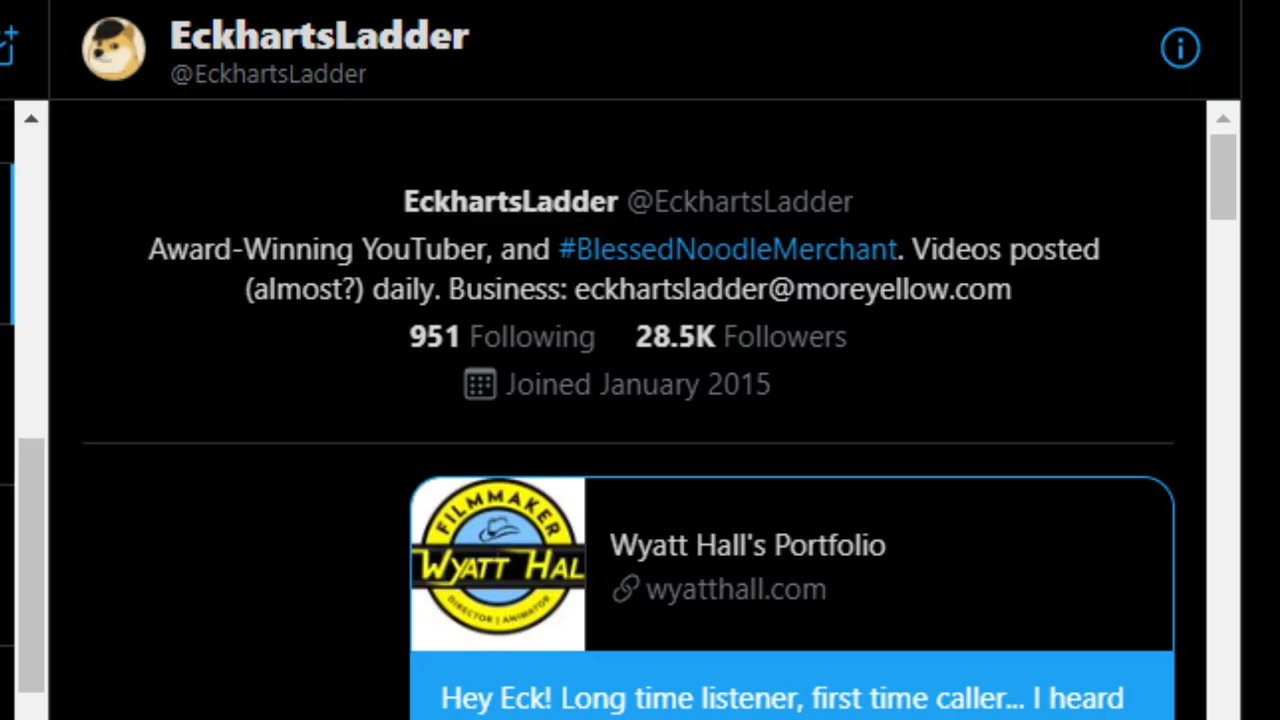 EckhartsLadder
@EckhartsLadder
EckhartsLadder @EckhartsLadder
Award-Winning YouTuber, and #BlessedNoodleMerchant. Videos posted
(almost?) daily. Business: eckhartsladder@moreyellow.com
951 Following 28.5K Followers
Joined January 2015
FILMMAKER
WYATT HAL
DIRECTOR | ANIMATOR
Wyatt Hall's Portfolio
wyatthall.com
Hey Eck! Long time listener, first time caller... I heard